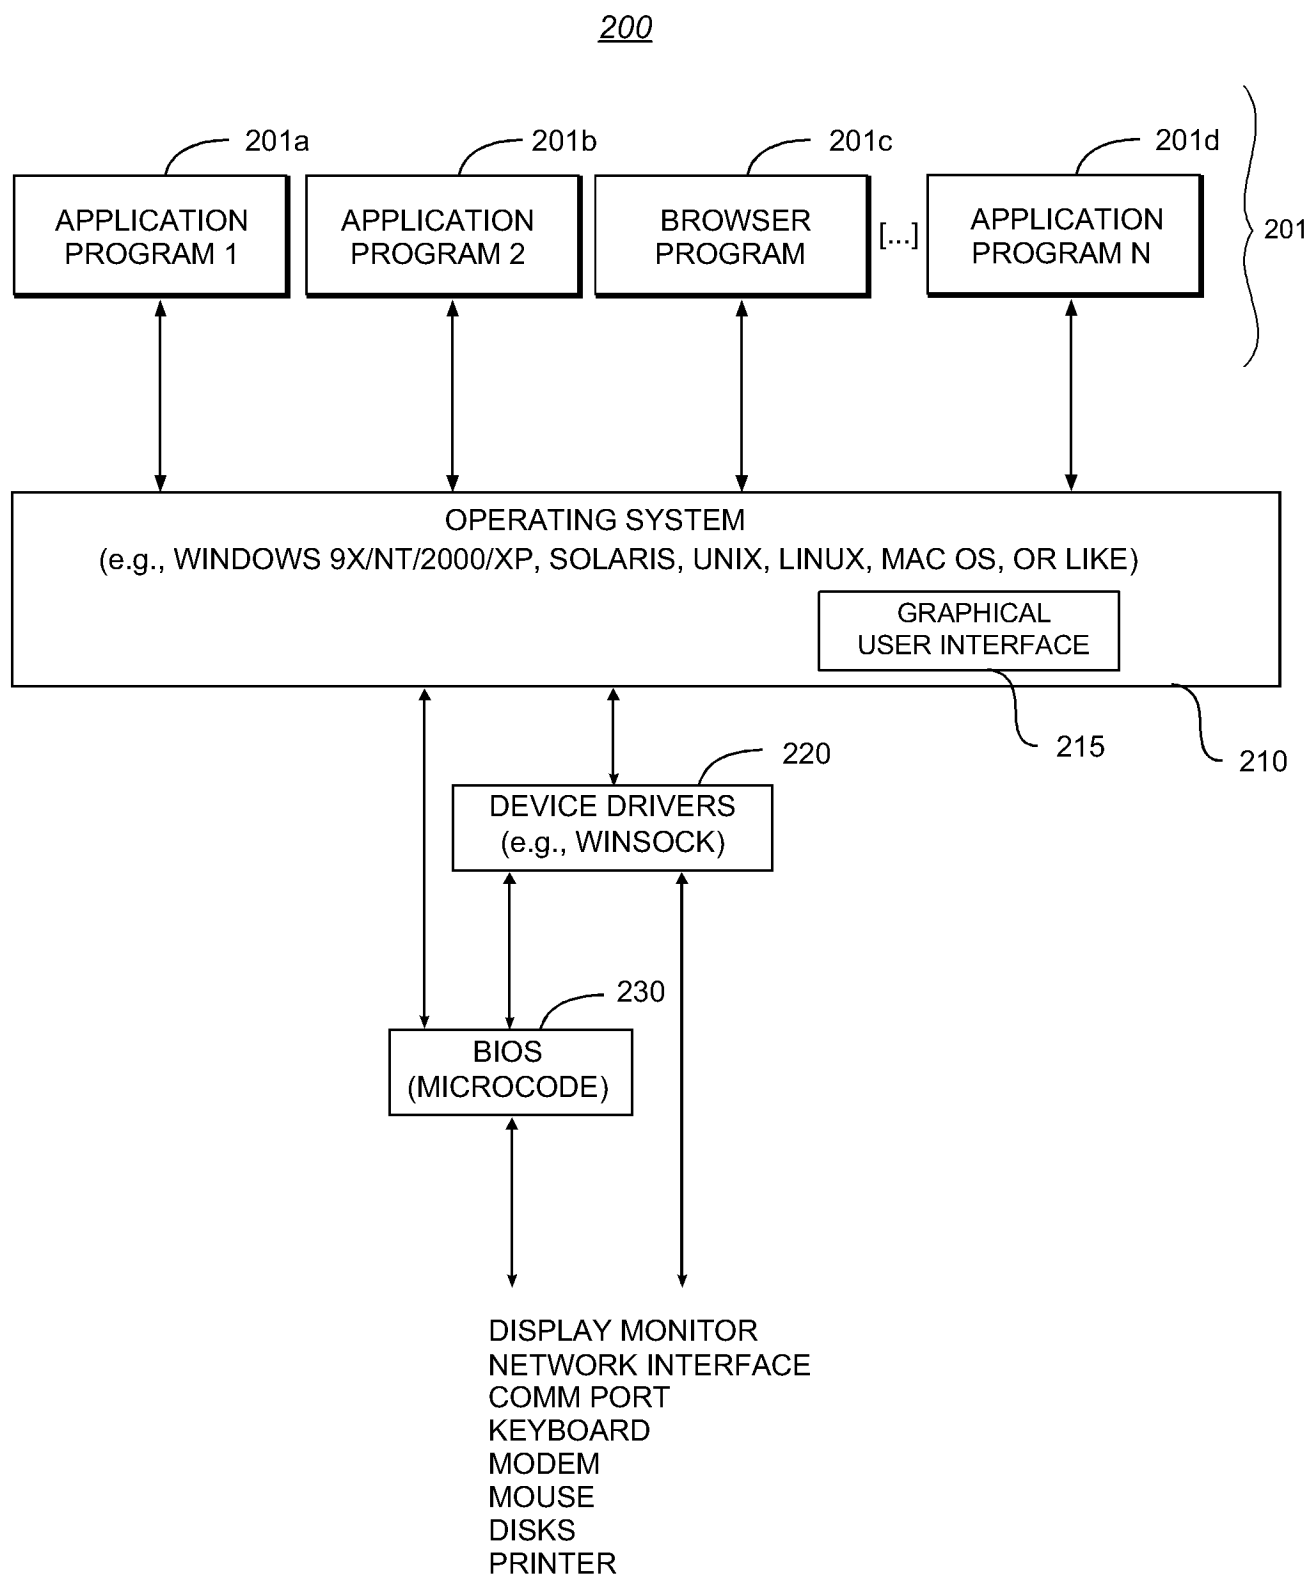 200
201a
201b
201c
201d
APPLICATION
PROGRAM 1
APPLICATION
PROGRAM 2
BROWSER
PROGRAM
[...]
APPLICATION
PROGRAM N
201
OPERATING SYSTEM
(e.g., WINDOWS 9X/NT/2000/XP, SOLARIS, UNIX, LINUX, MAC OS, OR LIKE)
GRAPHICAL
USER INTERFACE
215
210
220
DEVICE DRIVERS
(e.g., WINSOCK)
230
BIOS
(MICROCODE)
DISPLAY MONITOR
NETWORK INTERFACE
COMM PORT
KEYBOARD
MODEM
MOUSE
DISKS
PRINTER